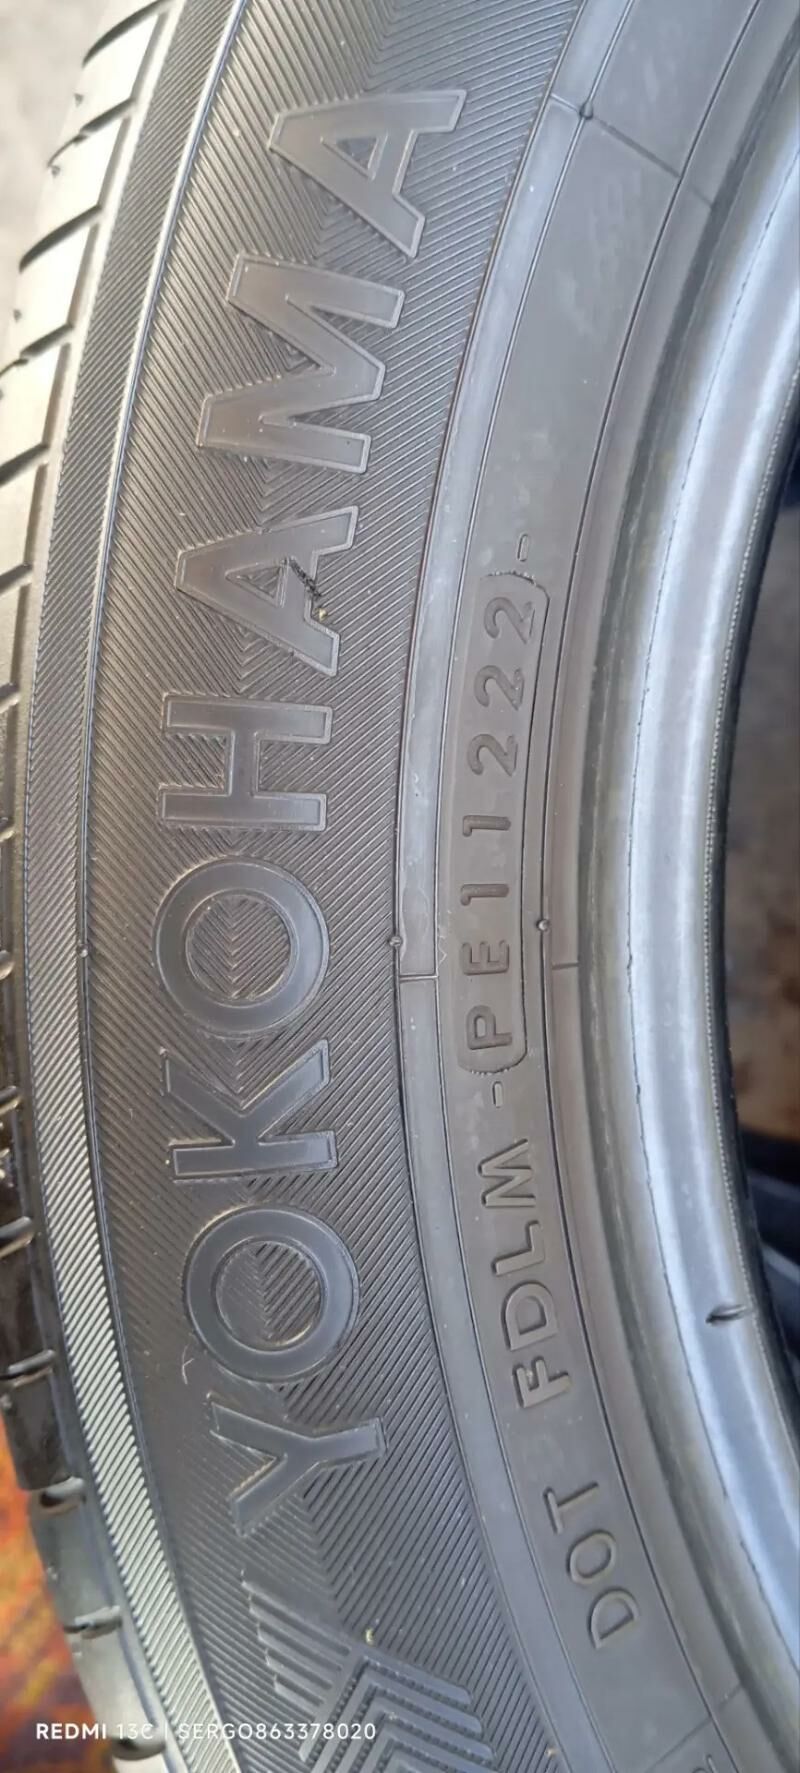 YOKOHAMA
DOT FDLM - PE11222 -
REDMI 13C | SERGO863378020